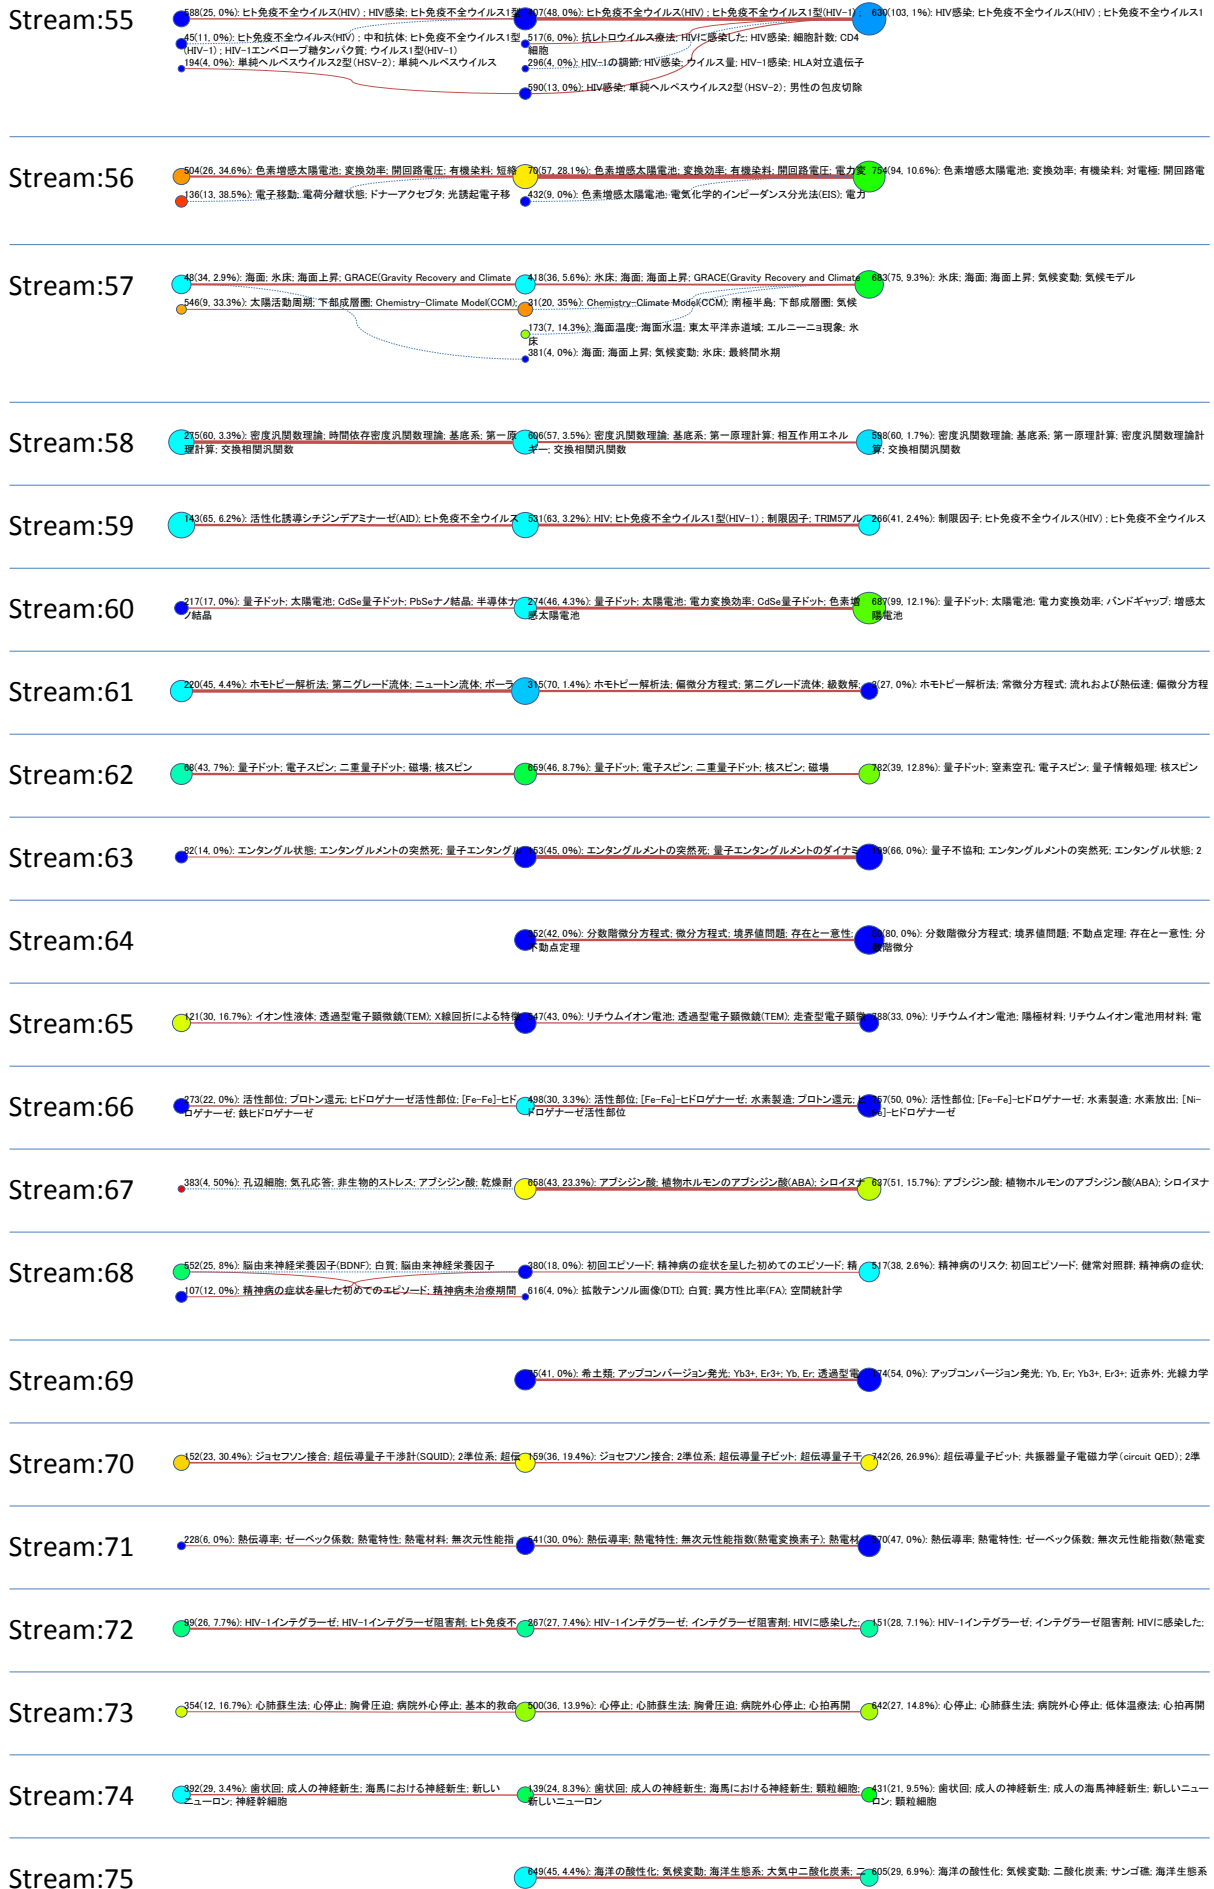 Stream:55
588(25, 0%): ヒト免疫不全ウイルス(HIV) ; HIV感染; ヒト免疫不全ウイルス1型
407(48, 0%): ヒト免疫不全ウイルス(HIV) ; ヒト免疫不全ウイルス1型(HIV-1) ;
630(103, 1%): HIV感染; ヒト免疫不全ウイルス(HIV) ; ヒト免疫不全ウイルス1
45(11, 0%): ヒト免疫不全ウイルス(HIV) ; 中和抗体; ヒト免疫不全ウイルス1型
(HIV-1) ; HIV-1エンベロープ糖タンパク質; ウイルス1型(HIV-1)
517(6, 0%): 抗レトロウイルス療法; HIVに感染した; HIV感染; 細胞計数; CD4
細胞
194(4, 0%): 単純ヘルペスウイルス2型(HSV-2); 単純ヘルペスウイルス
296(4, 0%): HIV-1の調節; HIV感染; ウイルス量; HIV-1感染; HLA対立遺伝子
590(13, 0%): HIV感染; 単純ヘルペスウイルス2型(HSV-2); 男性の包皮切除
Stream:56
504(26, 34.6%): 色素増感太陽電池; 変換効率; 開回路電圧; 有機染料; 短絡
70(57, 28.1%): 色素増感太陽電池; 変換効率; 有機染料; 開回路電圧; 電力変
754(94, 10.6%): 色素増感太陽電池; 変換効率; 有機染料; 対電極; 開回路電
136(13, 38.5%): 電子移動; 電荷分離状態; ドナーアクセプタ; 光誘起電子移
432(9, 0%): 色素増感太陽電池; 電気化学的インピーダンス分光法(EIS); 電力
Stream:57
48(34, 2.9%): 海面; 氷床; 海面上昇; GRACE(Gravity Recovery and Climate
418(36, 5.6%): 氷床; 海面; 海面上昇; GRACE(Gravity Recovery and Climate
683(75, 9.3%): 氷床; 海面; 海面上昇; 気候変動; 気候モデル
546(9, 33.3%): 太陽活動周期; 下部成層圏; Chemistry-Climate Model(CCM);
31(20, 35%): Chemistry-Climate Model(CCM); 南極半島; 下部成層圏; 気候
173(7, 14.3%): 海面温度; 海面水温; 東太平洋赤道域; エルニーニョ現象; 氷
床
381(4, 0%): 海面; 海面上昇; 気候変動; 氷床; 最終間氷期
Stream:58
275(60, 3.3%): 密度汎関数理論; 時間依存密度汎関数理論; 基底系; 第一原
理計算; 交換相関汎関数
606(57, 3.5%): 密度汎関数理論; 基底系; 第一原理計算; 相互作用エネル
ギー; 交換相関汎関数
598(60, 1.7%): 密度汎関数理論; 基底系; 第一原理計算; 密度汎関数理論計
算; 交換相関汎関数
Stream:59
143(65, 6.2%): 活性化誘導シチジンデアミナーゼ(AID); ヒト免疫不全ウイルス
531(63, 3.2%): HIV; ヒト免疫不全ウイルス1型(HIV-1) ; 制限因子; TRIM5アル
266(41, 2.4%): 制限因子; ヒト免疫不全ウイルス(HIV) ; ヒト免疫不全ウイルス
Stream:60
217(17, 0%): 量子ドット; 太陽電池; CdSe量子ドット; PbSeナノ結晶; 半導体ナ
ノ結晶
274(46, 4.3%): 量子ドット; 太陽電池; 電力変換効率; CdSe量子ドット; 色素増
感太陽電池
687(99, 12.1%): 量子ドット; 太陽電池; 電力変換効率; バンドギャップ; 増感太
陽電池
Stream:61
220(45, 4.4%): ホモトピー解析法; 第二グレード流体; ニュートン流体; ポーラ
315(70, 1.4%): ホモトピー解析法; 偏微分方程式; 第二グレード流体; 級数解;
(27, 0%): ホモトピー解析法; 常微分方程式; 流れおよび熱伝達; 偏微分方程
Stream:62
68(43, 7%): 量子ドット; 電子スピン; 二重量子ドット; 磁場; 核スピン
659(46, 8.7%): 量子ドット; 電子スピン; 二重量子ドット; 核スピン; 磁場
782(39, 12.8%): 量子ドット; 窒素空孔; 電子スピン; 量子情報処理; 核スピン
Stream:63
82(14, 0%): エンタングル状態; エンタングルメントの突然死; 量子エンタングル
153(45, 0%): エンタングルメントの突然死; 量子エンタングルメントのダイナミ
(66, 0%): 量子不協和; エンタングルメントの突然死; エンタングル状態; 2
Stream:64
352(42, 0%): 分数階微分方程式; 微分方程式; 境界値問題; 存在と一意性;
不動点定理
(80, 0%): 分数階微分方程式; 境界値問題; 不動点定理; 存在と一意性; 分
数階微分
Stream:65
121(30, 16.7%): イオン性液体; 透過型電子顕微鏡(TEM); X線回折による特徴
547(43, 0%): リチウムイオン電池; 透過型電子顕微鏡(TEM); 走査型電子顕微
788(33, 0%): リチウムイオン電池; 陽極材料; リチウムイオン電池用材料; 電
Stream:66
273(22, 0%): 活性部位; プロトン還元; ヒドロゲナーゼ活性部位; [Fe-Fe]-ヒド
ロゲナーゼ; 鉄ヒドロゲナーゼ
498(30, 3.3%): 活性部位; [Fe-Fe]-ヒドロゲナーゼ; 水素製造; プロトン還元; ヒ
ドロゲナーゼ活性部位
757(50, 0%): 活性部位; [Fe-Fe]-ヒドロゲナーゼ; 水素製造; 水素放出; [Ni-
Fe]-ヒドロゲナーゼ
Stream:67
383(4, 50%): 孔辺細胞; 気孔応答; 非生物的ストレス; アブシジン酸; 乾燥耐
658(43, 23.3%): アブシジン酸; 植物ホルモンのアブシジン酸(ABA); シロイヌナ
637(51, 15.7%): アブシジン酸; 植物ホルモンのアブシジン酸(ABA); シロイヌナ
Stream:68
552(25, 8%): 脳由来神経栄養因子(BDNF); 白質; 脳由来神経栄養因子
380(18, 0%): 初回エピソード; 精神病の症状を呈した初めてのエピソード; 精
517(38, 2.6%): 精神病のリスク; 初回エピソード; 健常対照群; 精神病の症状;
107(12, 0%): 精神病の症状を呈した初めてのエピソード; 精神病未治療期間
616(4, 0%): 拡散テンソル画像(DTI); 白質; 異方性比率(FA); 空間統計学
Stream:69
(41, 0%): 希土類; アップコンバージョン発光; Yb3+, Er3+; Yb, Er; 透過型電
174(54, 0%): アップコンバージョン発光; Yb, Er; Yb3+, Er3+; 近赤外; 光線力学
Stream:70
152(23, 30.4%): ジョセフソン接合; 超伝導量子干渉計(SQUID); 2準位系; 超伝
159(36, 19.4%): ジョセフソン接合; 2準位系; 超伝導量子ビット; 超伝導量子干
742(26, 26.9%): 超伝導量子ビット; 共振器量子電磁力学(circuit QED); 2準
Stream:71
228(6, 0%): 熱伝導率; ゼーベック係数; 熱電特性; 熱電材料; 無次元性能指
541(30, 0%): 熱伝導率; 熱電特性; 無次元性能指数(熱電変換素子); 熱電材
570(47, 0%): 熱伝導率; 熱電特性; ゼーベック係数; 無次元性能指数(熱電変
Stream:72
99(26, 7.7%): HIV-1インテグラーゼ; HIV-1インテグラーゼ阻害剤; ヒト免疫不
267(27, 7.4%): HIV-1インテグラーゼ; インテグラーゼ阻害剤; HIVに感染した;
151(28, 7.1%): HIV-1インテグラーゼ; インテグラーゼ阻害剤; HIVに感染した;
Stream:73
354(12, 16.7%): 心肺蘇生法; 心停止; 胸骨圧迫; 病院外心停止; 基本的救命
500(36, 13.9%): 心停止; 心肺蘇生法; 胸骨圧迫; 病院外心停止; 心拍再開
642(27, 14.8%): 心停止; 心肺蘇生法; 病院外心停止; 低体温療法; 心拍再開
Stream:74
392(29, 3.4%): 歯状回; 成人の神経新生; 海馬における神経新生; 新しい
ニューロン; 神経幹細胞
139(24, 8.3%): 歯状回; 成人の神経新生; 海馬における神経新生; 顆粒細胞;
新しいニューロン
431(21, 9.5%): 歯状回; 成人の神経新生; 成人の海馬神経新生; 新しいニュー
ロン; 顆粒細胞
Stream:75
649(45, 4.4%): 海洋の酸性化; 気候変動; 海洋生態系; 大気中二酸化炭素; 二
605(29, 6.9%): 海洋の酸性化; 気候変動; 二酸化炭素; サンゴ礁; 海洋生態系